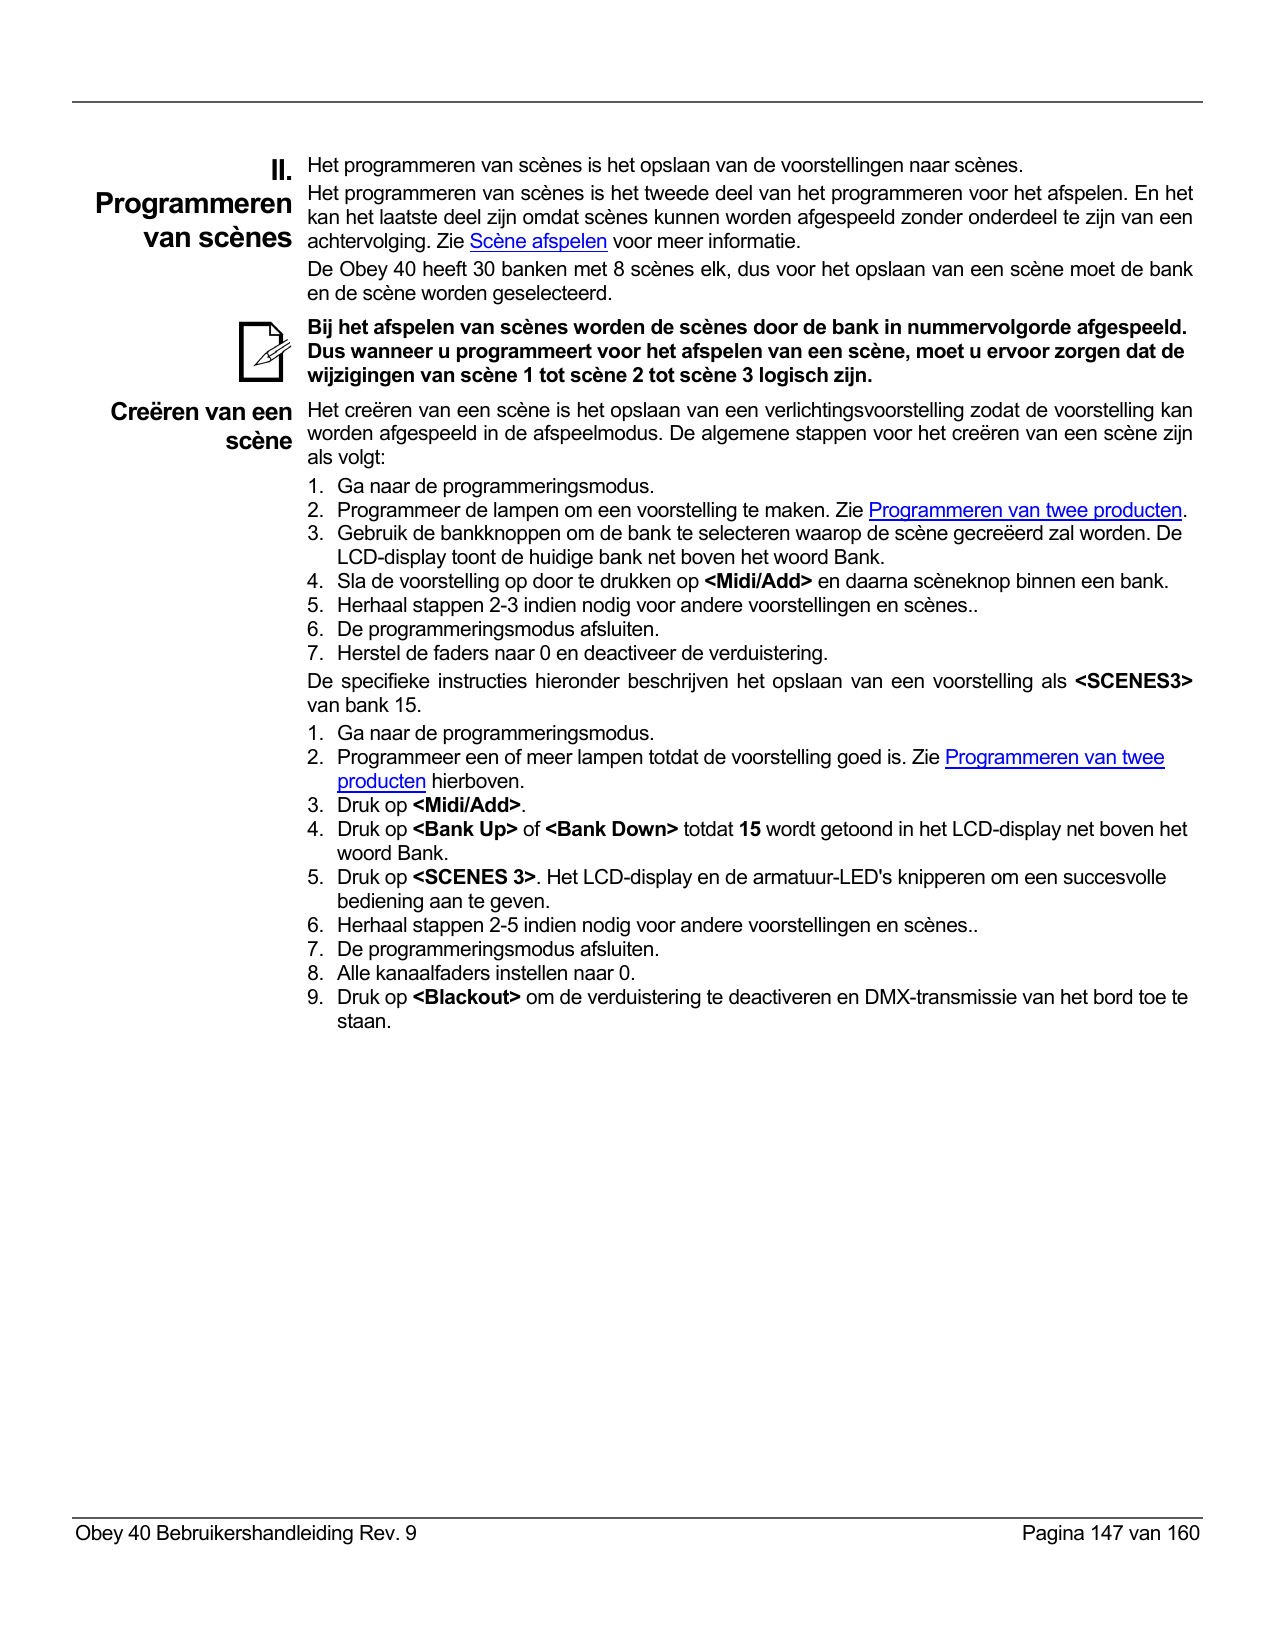 II.
Programmeren
van scènes
Het programmeren van scènes is het opslaan van de voorstellingen naar scènes.
Het programmeren van scènes is het tweede deel van het programmeren voor het afspelen. En het
kan het laatste deel zijn omdat scènes kunnen worden afgespeeld zonder onderdeel te zijn van een
achtervolging. Zie Scène afspelen voor meer informatie.
De Obey 40 heeft 30 banken met 8 scènes elk, dus voor het opslaan van een scène moet de bank
en de scène worden geselecteerd.
Bij het afspelen van scènes worden de scènes door de bank in nummervolgorde afgespeeld.
Dus wanneer u programmeert voor het afspelen van een scène, moet u ervoor zorgen dat de
wijzigingen van scène 1 tot scène 2 tot scène 3 logisch zijn.
Creëren van een
scène
Het creëren van een scène is het opslaan van een verlichtingsvoorstelling zodat de voorstelling kan
worden afgespeeld in de afspeelmodus. De algemene stappen voor het creëren van een scène zijn
als volgt:
1. Ga naar de programmeringsmodus.
2. Programmeer de lampen om een voorstelling te maken. Zie Programmeren van twee producten.
3. Gebruik de bankknoppen om de bank te selecteren waarop de scène gecreëerd zal worden. De
LCD-display toont de huidige bank net boven het woord Bank.
4. Sla de voorstelling op door te drukken op <Midi/Add> en daarna scèneknop binnen een bank.
5. Herhaal stappen 2-3 indien nodig voor andere voorstellingen en scènes..
6. De programmeringsmodus afsluiten.
7. Herstel de faders naar 0 en deactiveer de verduistering.
De specifieke instructies hieronder beschrijven het opslaan van een voorstelling als <SCENES3>
van bank 15.
1. Ga naar de programmeringsmodus.
2. Programmeer een of meer lampen totdat de voorstelling goed is. Zie Programmeren van twee
producten hierboven.
3. Druk op <Midi/Add>.
4. Druk op <Bank Up> of <Bank Down> totdat 15 wordt getoond in het LCD-display net boven het
woord Bank.
5. Druk op <SCENES 3>. Het LCD-display en de armatuur-LED's knipperen om een succesvolle
bediening aan te geven.
6. Herhaal stappen 2-5 indien nodig voor andere voorstellingen en scènes..
7. De programmeringsmodus afsluiten.
8. Alle kanaalfaders instellen naar 0.
9. Druk op <Blackout> om de verduistering te deactiveren en DMX-transmissie van het bord toe te
staan.
Obey 40 Bebruikershandleiding Rev. 9
Pagina 147 van 160